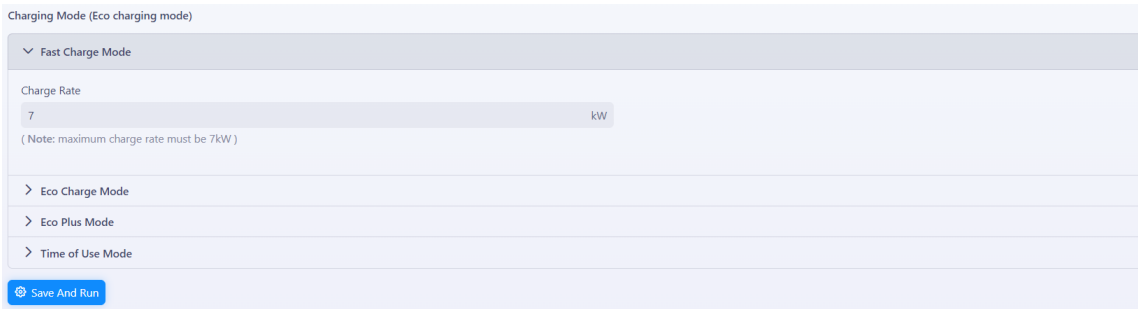 Charging Mode (Eco charging mode)
Fast Charge Mode
Charge Rate
7 kW
( Note: maximum charge rate must be 7kW )
Eco Charge Mode
Eco Plus Mode
Time of Use Mode
Save And Run